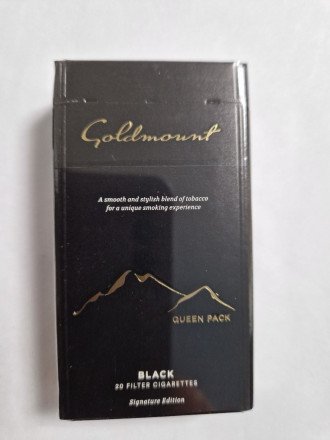 Goldmount
A smooth and stylish blend of tobacco
for a unique smoking experience
QUEEN PACK
BLACK
20 FILTER CIGARETTES
Signature Edition